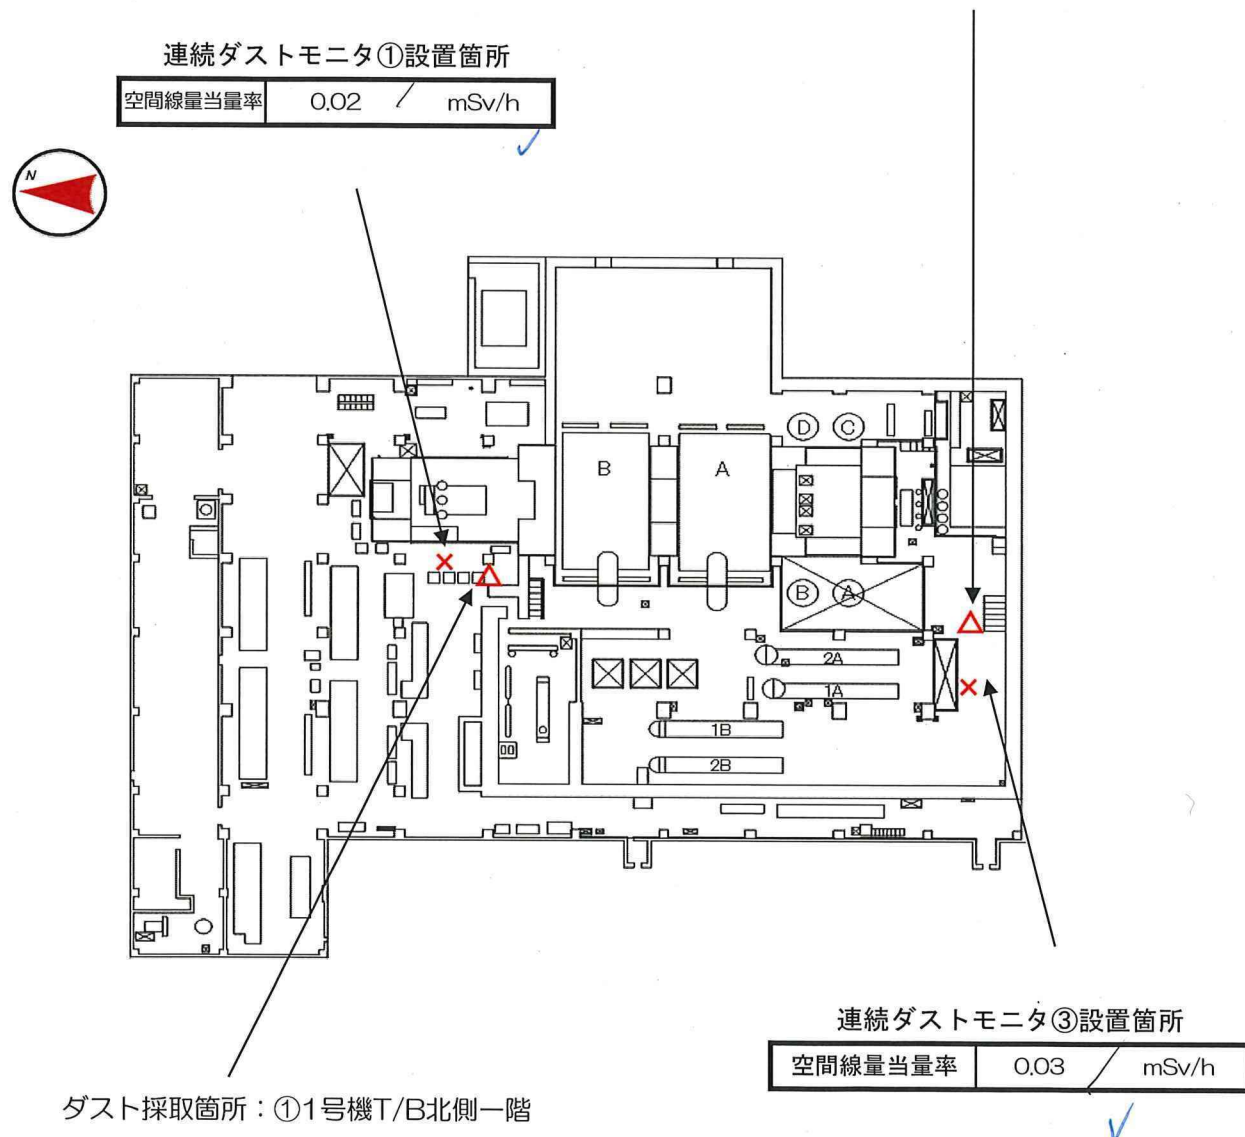 連続ダストモニタ①設置箇所
空間線量当量率 0.02 / mSv/h
N
D C
B A
B A
2A
1A
1B
2B
連続ダストモニタ③設置箇所
空間線量当量率 0.03 / mSv/h
ダスト採取箇所：①1号機T/B北側一階